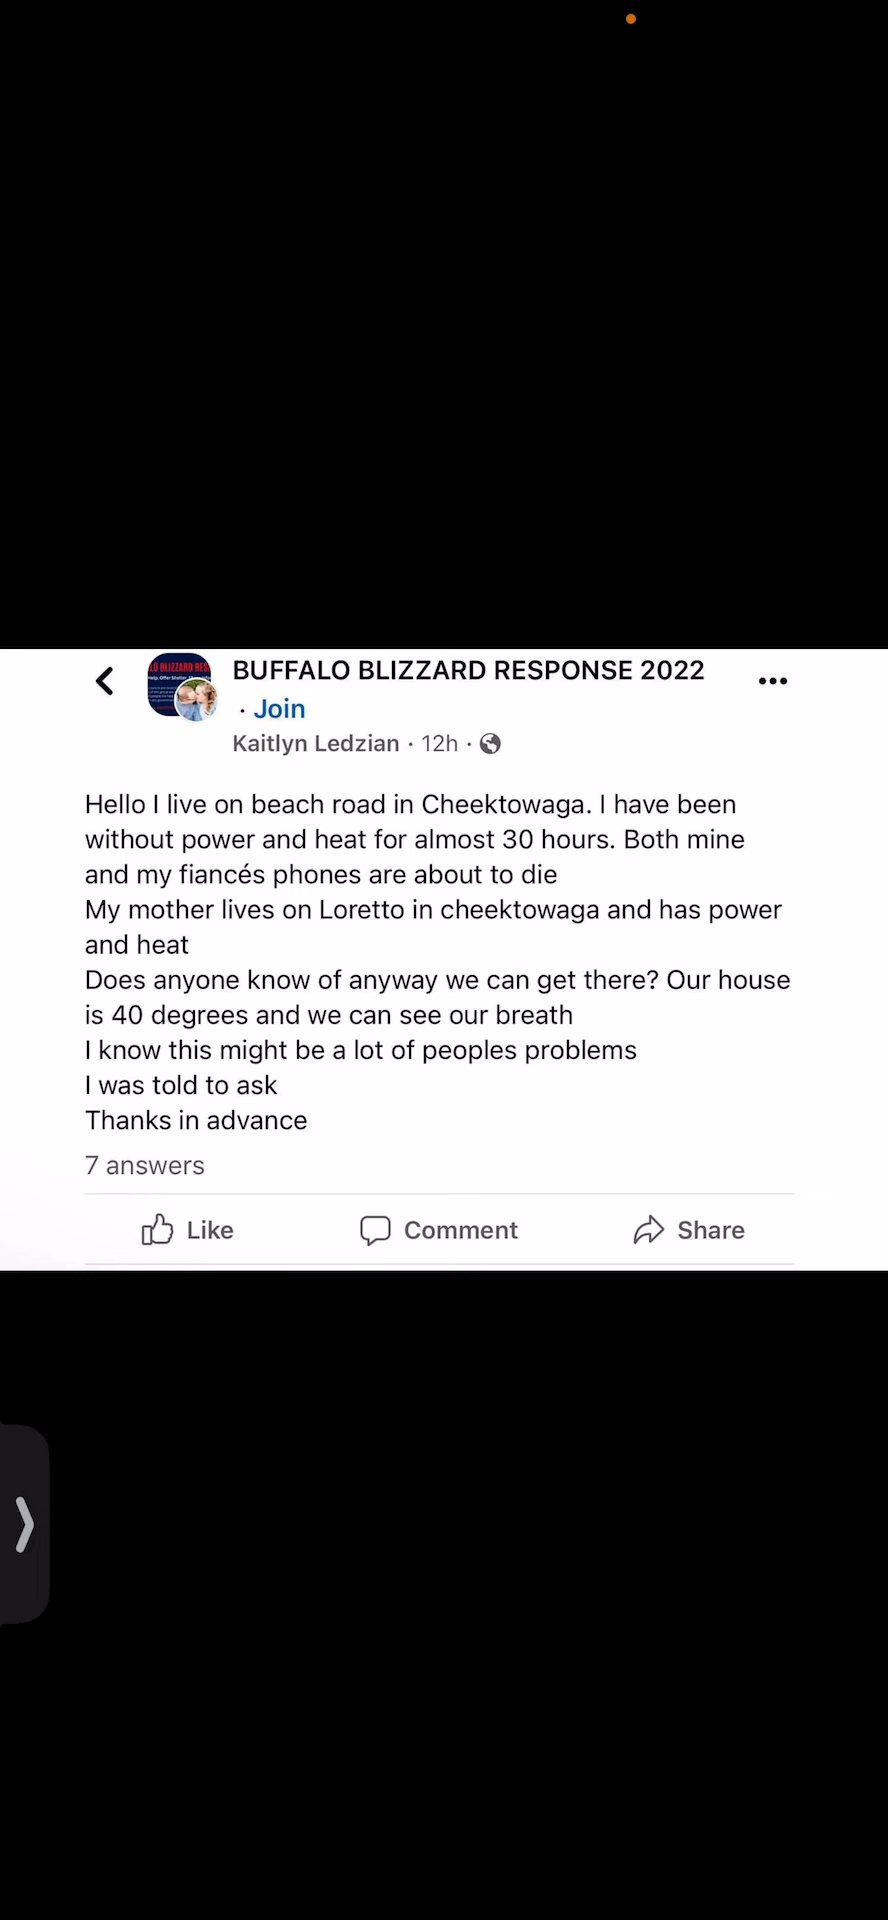 LO BLIZZARD RES
BUFFALO BLIZZARD RESPONSE 2022
· Join
Kaitlyn Ledzian · 12h ·
Hello I live on beach road in Cheektowaga. I have been
without power and heat for almost 30 hours. Both mine
and my fiancés phones are about to die
My mother lives on Loretto in cheektowaga and has power
and heat
Does anyone know of anyway we can get there? Our house
is 40 degrees and we can see our breath
I know this might be a lot of peoples problems
I was told to ask
Thanks in advance
7 answers
Like
Comment
Share